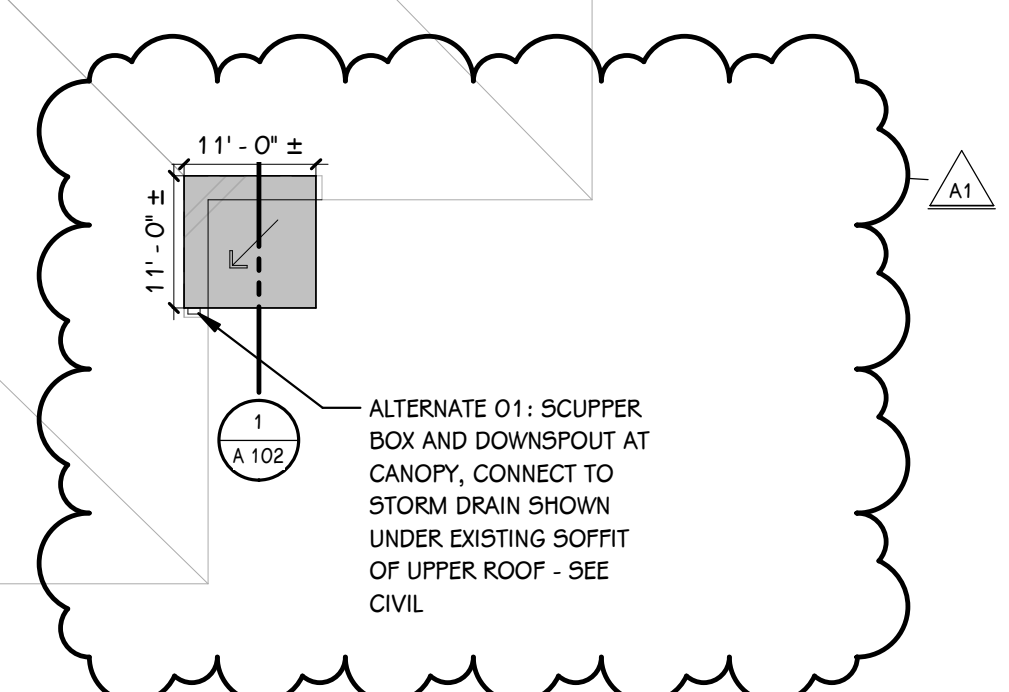 11' - 0" ±
11' - 0" ±
A1
1
A 102
ALTERNATE 01: SCUPPER
BOX AND DOWNSPOUT AT
CANOPY, CONNECT TO
STORM DRAIN SHOWN
UNDER EXISTING SOFFIT
OF UPPER ROOF - SEE
CIVIL